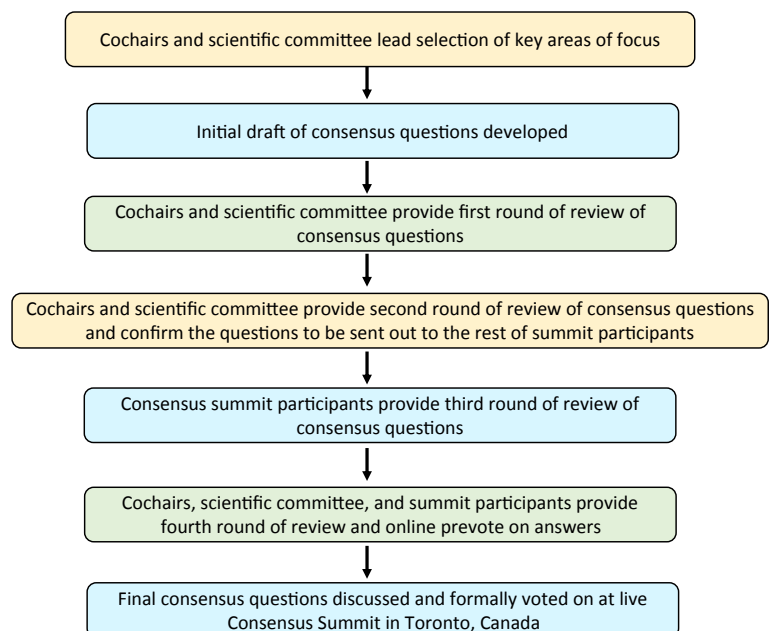 Cochairs and scientific committee lead selection of key areas of focus
Initial draft of consensus questions developed
Cochairs and scientific committee provide first round of review of
consensus questions
Cochairs and scientific committee provide second round of review of consensus questions
and confirm the questions to be sent out to the rest of summit participants
Consensus summit participants provide third round of review of
consensus questions
Cochairs, scientific committee, and summit participants provide
fourth round of review and online prevote on answers
Final consensus questions discussed and formally voted on at live
Consensus Summit in Toronto, Canada